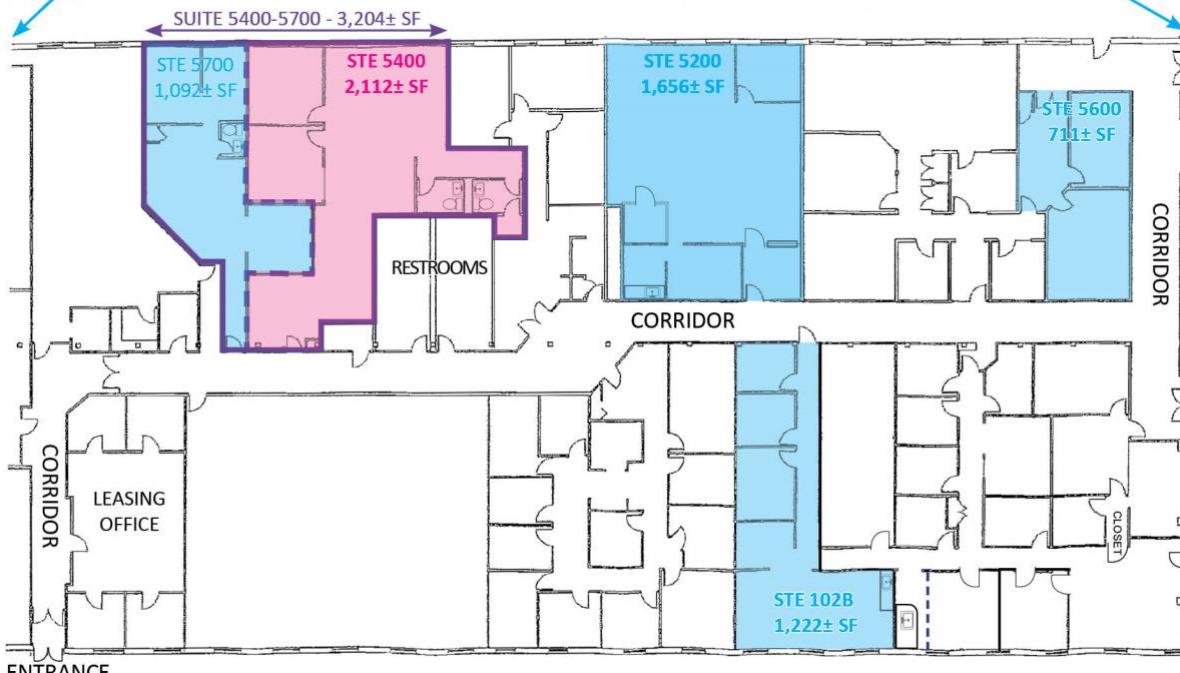 SUITE 5400-5700 - 3,204± SF
STE 5700
1,092± SF
STE 5400
2,112± SF
STE 5200
1,656± SF
STE 5600
711± SF
RESTROOMS
CORRIDOR
CORRIDOR
CORRIDOR
LEASING
OFFICE
CLOSET
STE 102B
1,222± SF
ENTRANCE